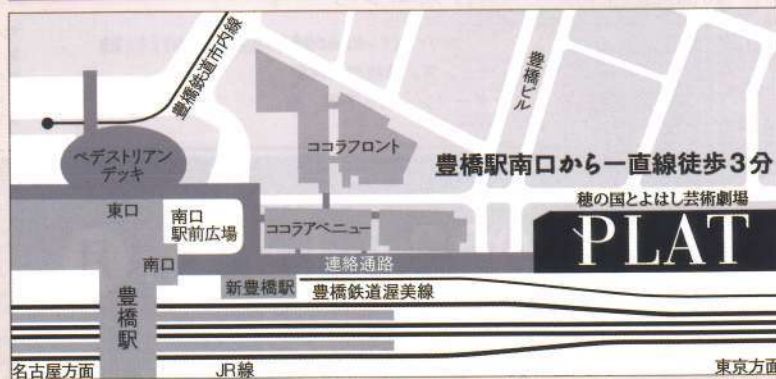 豊橋鉄道市内線
豊橋ビル
ペデストリアン
デッキ
ココラフロント
豊橋駅南口から一直線徒歩3分
穂の国とよはし芸術劇場
PLAT
東口
南口
駅前広場
ココラアベニュー
南口
連絡通路
新豊橋駅
豊橋鉄道渥美線
豊橋駅
名古屋方面
JR線
東京方面